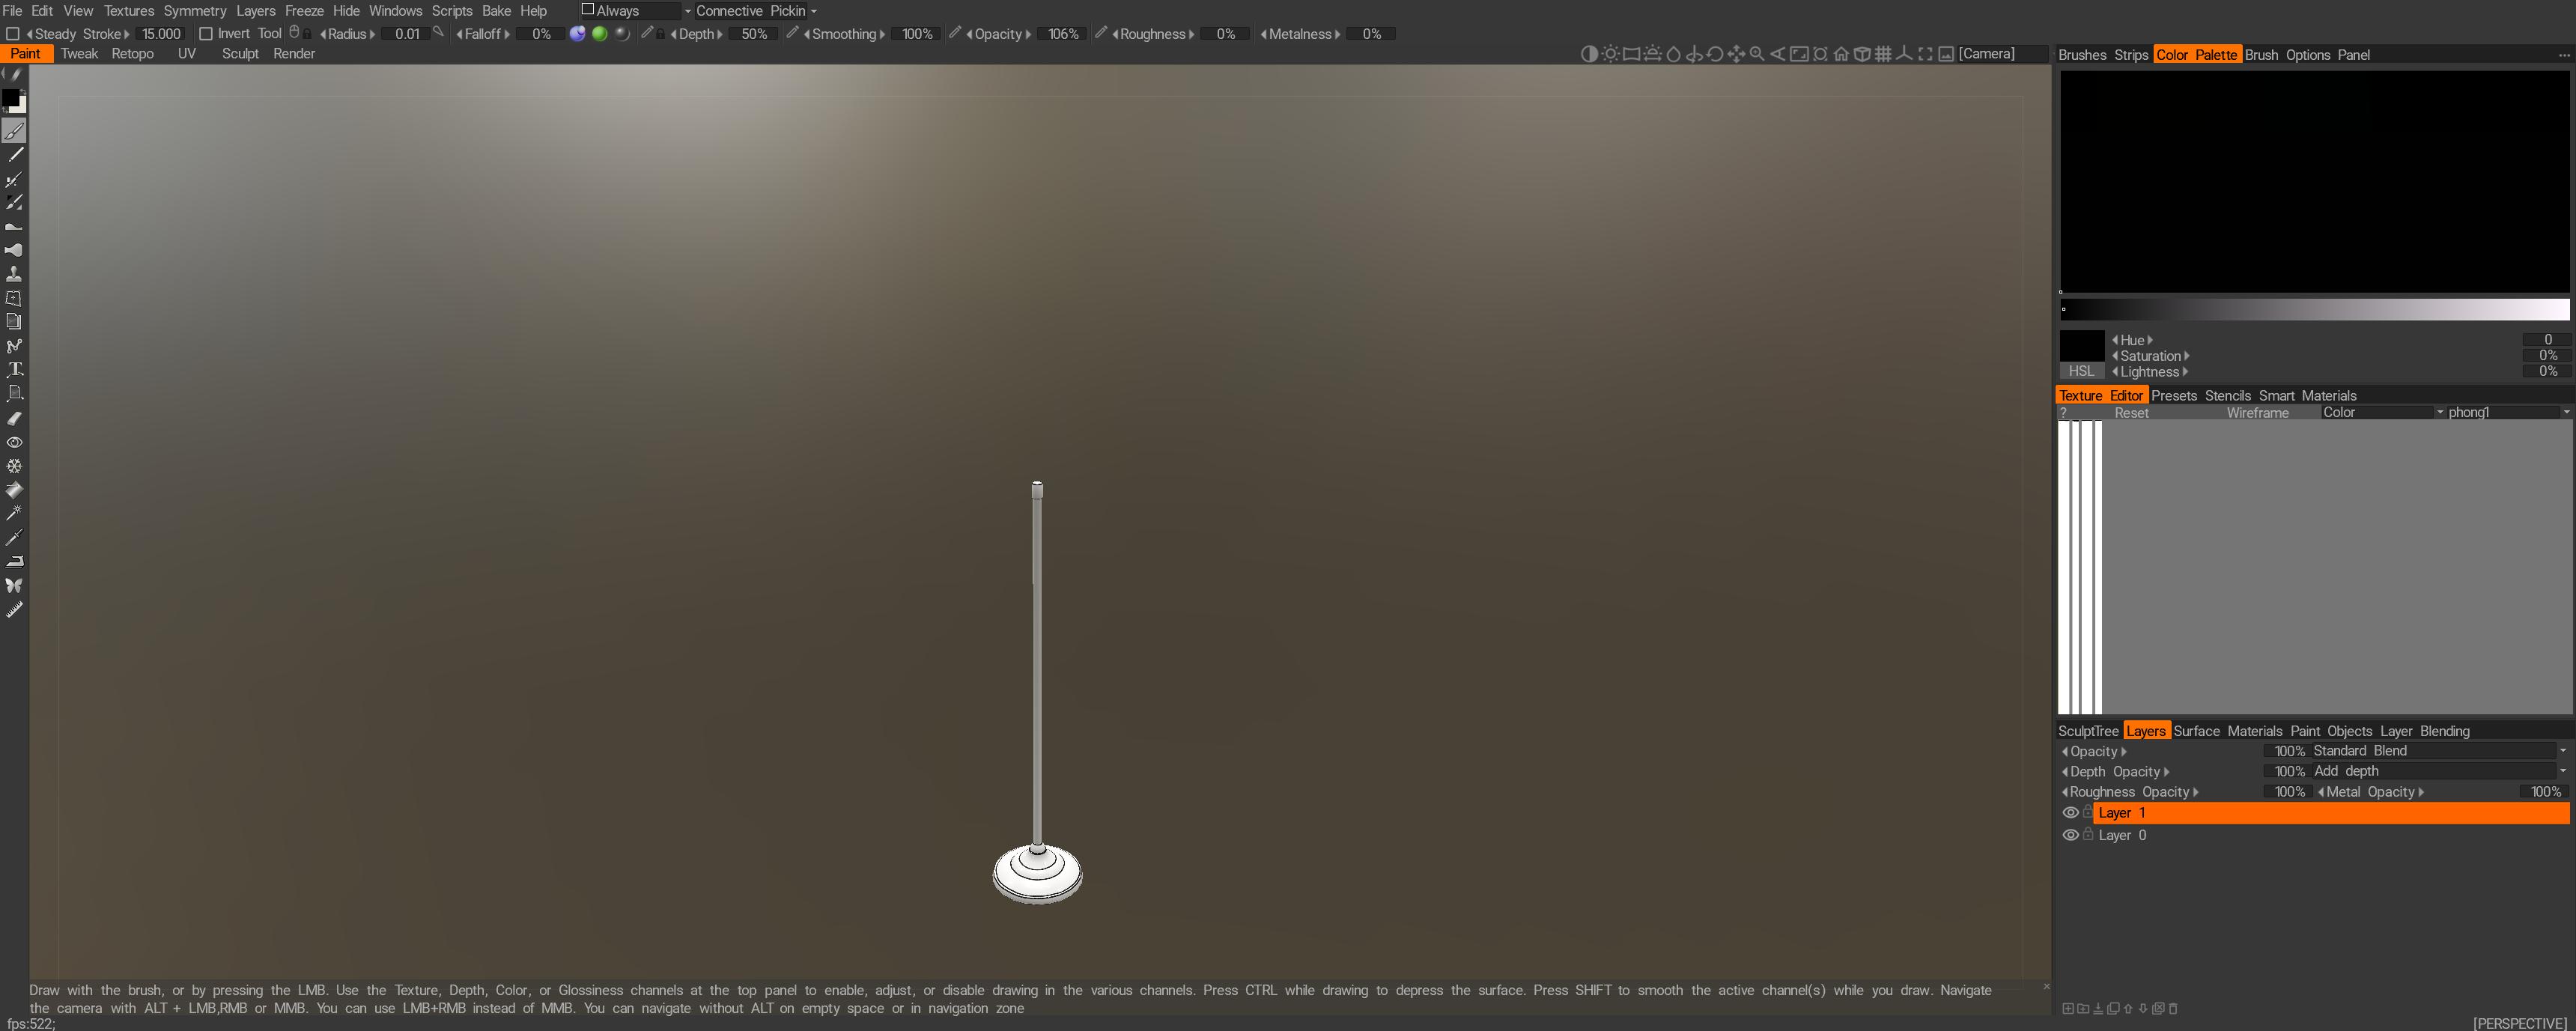 File Edit View Textures Symmetry Layers Freeze Hide Windows Scripts Bake Help Always Connective Pickin
Steady Stroke 15.000 Invert Tool Radius 0.01 Falloff 0% Depth 50% Smoothing 100% Opacity 106% Roughness 0% Metalness 0%
Paint Tweak Retopo UV Sculpt Render [Camera]
Brushes Strips Color Palette Brush Options Panel
Hue 0
Saturation 0%
HSL Lightness 0%
Texture Editor Presets Stencils Smart Materials
? Reset Wireframe Color phong1
SculptTree Layers Surface Materials Paint Objects Layer Blending
Opacity 100% Standard Blend
Depth Opacity 100% Add depth
Roughness Opacity 100% Metal Opacity 100%
Layer 1
Layer 0
Draw with the brush, or by pressing the LMB. Use the Texture, Depth, Color, or Glossiness channels at the top panel to enable, adjust, or disable drawing in the various channels. Press CTRL while drawing to depress the surface. Press SHIFT to smooth the active channel(s) while you draw. Navigate
the camera with ALT + LMB,RMB or MMB. You can use LMB+RMB instead of MMB. You can navigate without ALT on empty space or in navigation zone
fps:522; [PERSPECTIVE]